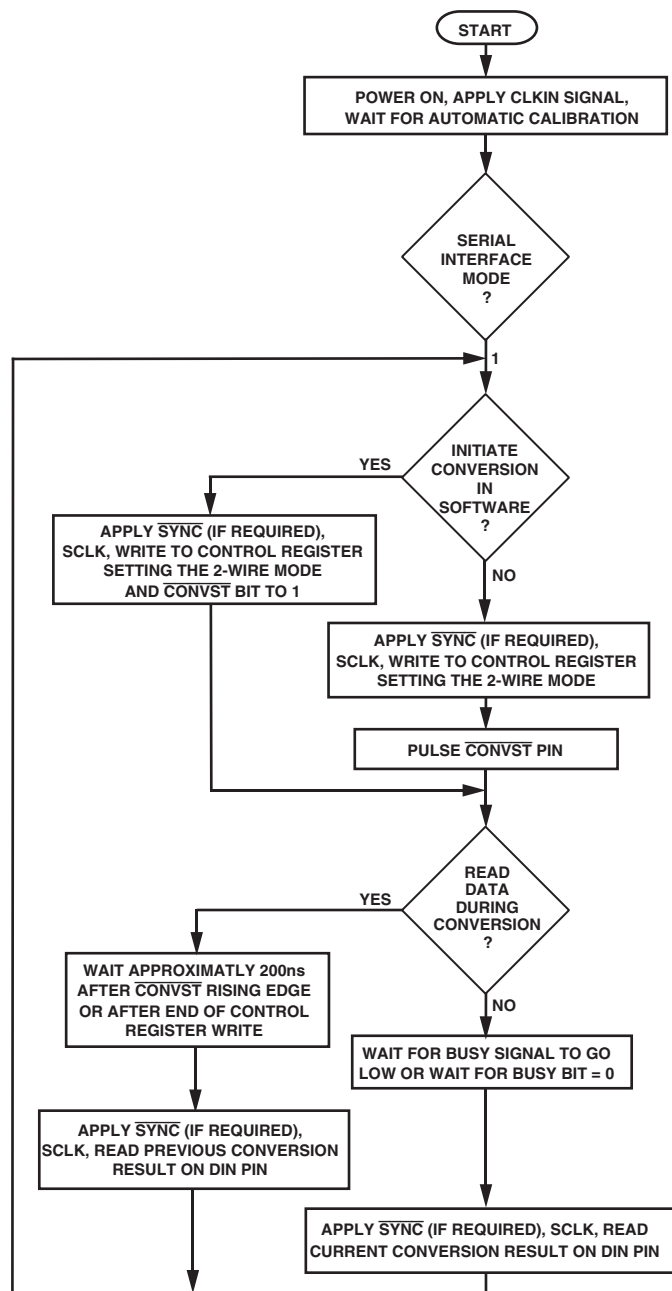 START
POWER ON, APPLY CLKIN SIGNAL,
WAIT FOR AUTOMATIC CALIBRATION
SERIAL
INTERFACE
MODE
?
1
INITIATE
CONVERSION
IN
SOFTWARE
?
YES
APPLY SYNC (IF REQUIRED),
SCLK, WRITE TO CONTROL REGISTER
SETTING THE 2-WIRE MODE
AND CONVST BIT TO 1
NO
APPLY SYNC (IF REQUIRED),
SCLK, WRITE TO CONTROL REGISTER
SETTING THE 2-WIRE MODE
PULSE CONVST PIN
READ
DATA
DURING
CONVERSION
?
YES
WAIT APPROXIMATLY 200ns
AFTER CONVST RISING EDGE
OR AFTER END OF CONTROL
REGISTER WRITE
NO
WAIT FOR BUSY SIGNAL TO GO
LOW OR WAIT FOR BUSY BIT = 0
APPLY SYNC (IF REQUIRED),
SCLK, READ PREVIOUS CONVERSION
RESULT ON DIN PIN
APPLY SYNC (IF REQUIRED), SCLK, READ
CURRENT CONVERSION RESULT ON DIN PIN